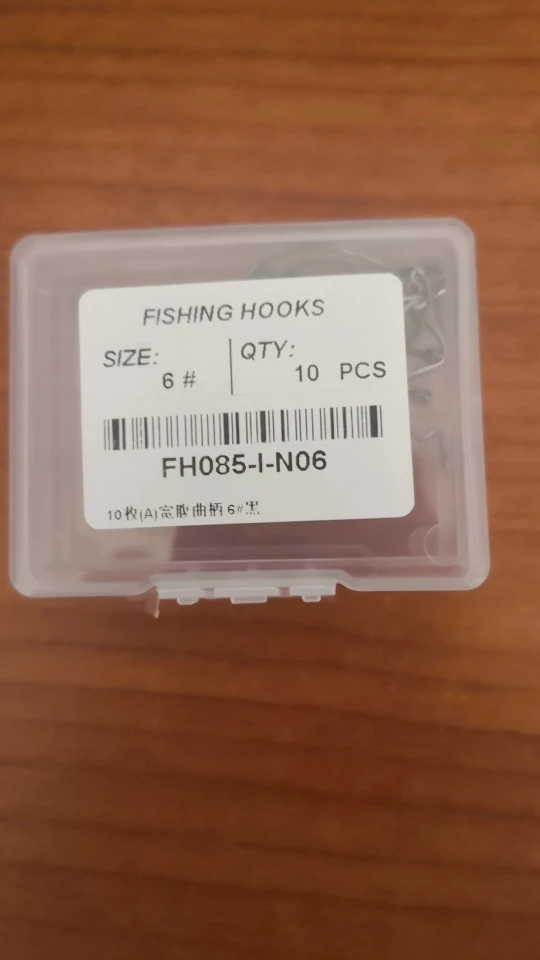 FISHING HOOKS
SIZE: QTY:
6 # 10 PCS
FH085-I-N06
10枚(A)宽腹曲柄 6#黑